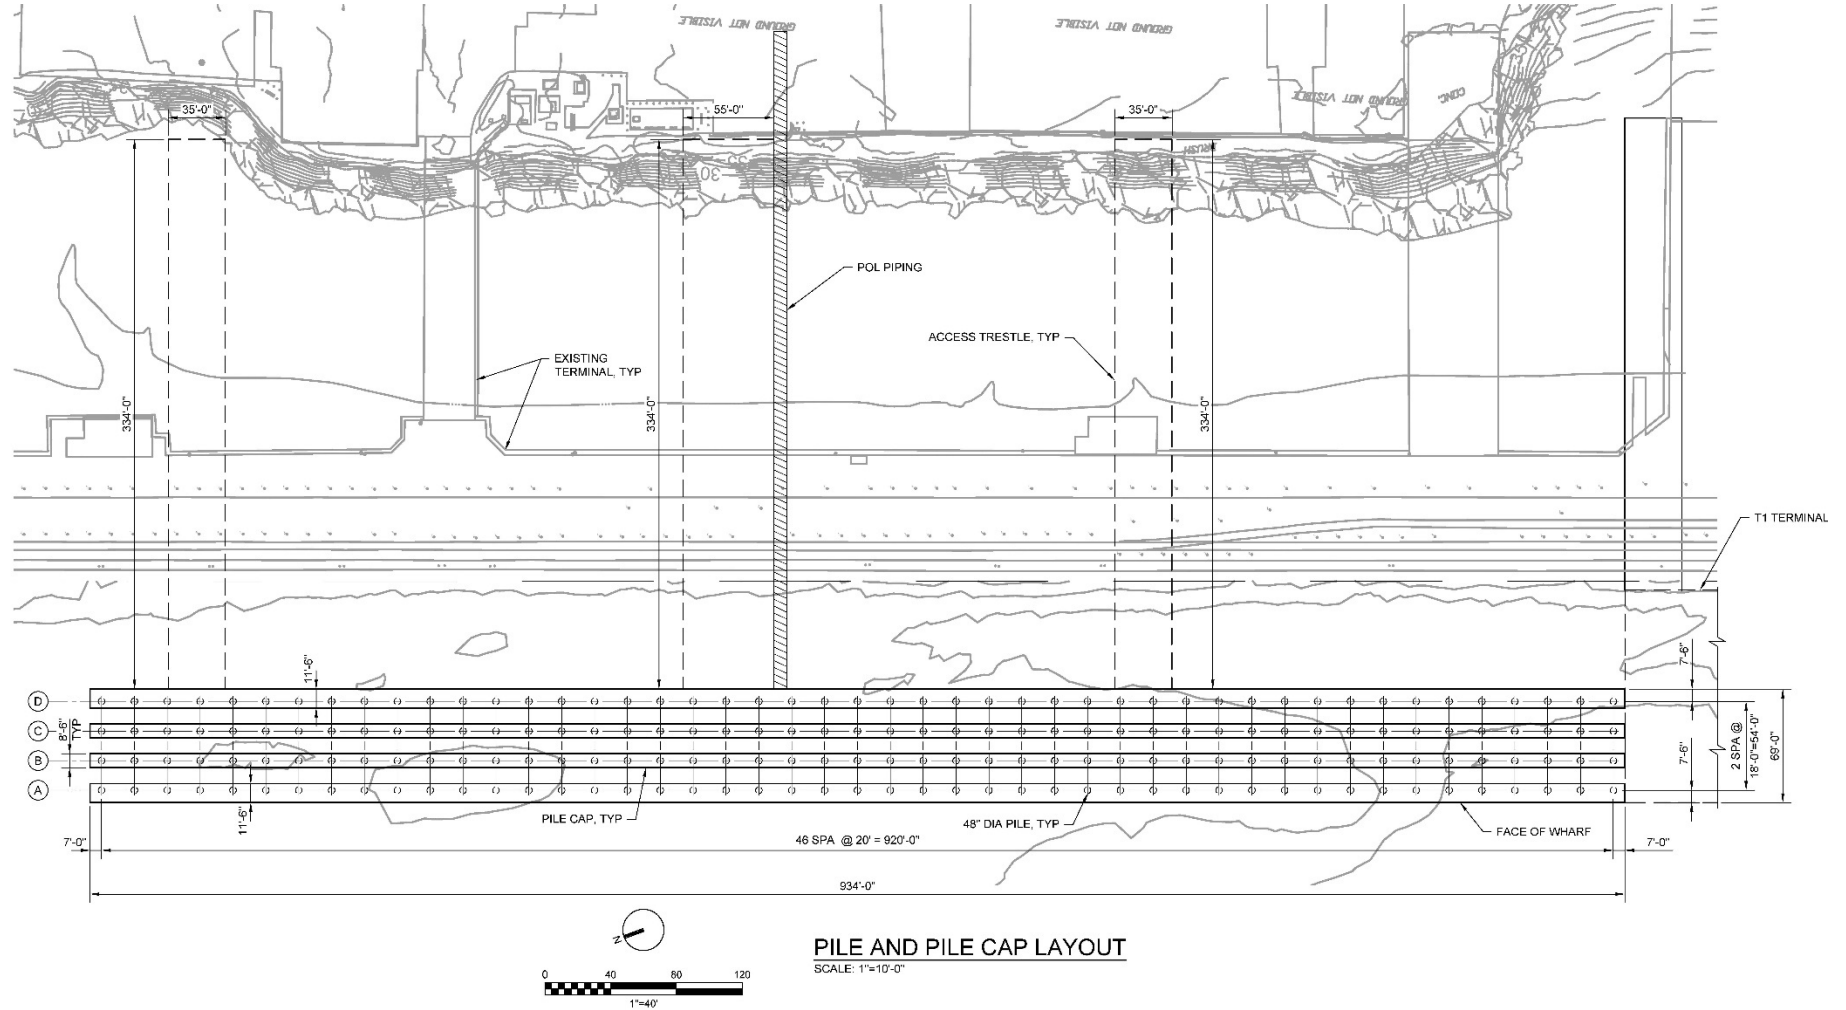 GROUND NOT VISIBLE
GROUND NOT VISIBLE
GROUND NOT VISIBLE
CONC.
35'-0"
55'-0"
35'-0"
30
POL PIPING
ACCESS TRESTLE, TYP
EXISTING
TERMINAL, TYP
334'-0"
334'-0"
334'-0"
T1 TERMINAL
11'-6"
7'-6"
D
C
B
A
8'-6"
TYP
7'-6"
2 SPA @
18'-0"=54'-0"
69'-0"
11'-6"
PILE CAP, TYP
48" DIA PILE, TYP
FACE OF WHARF
7'-0"
46 SPA @ 20' = 920'-0"
7'-0"
934'-0"
N
PILE AND PILE CAP LAYOUT
SCALE: 1"=10'-0"
0 40 80 120
1"=40'